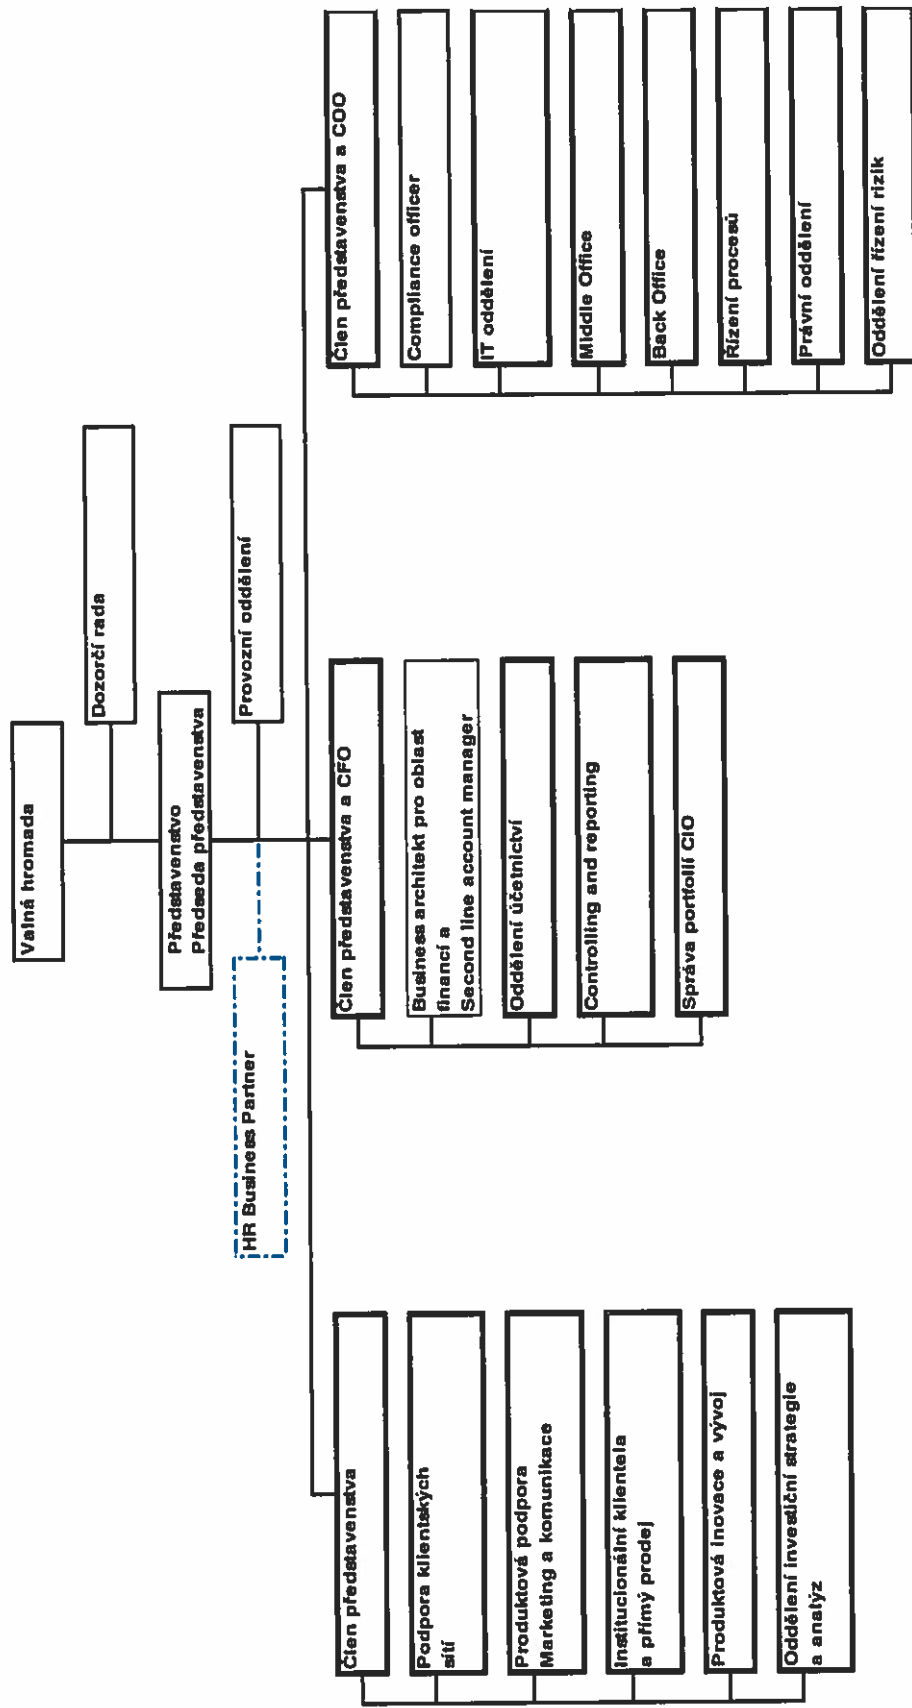 Valná hromada
Dozorčí rada
Představenstvo
Předseda představenstva
HR Business Partner
Provozní oddělení
Člen představenstva
Podpora klientských
sítí
Produktová podpora
Marketing a komunikace
Institucionální klientela
a přímý prodej
Produktová inovace a vývoj
Oddělení investiční strategie
a analýz
Člen představenstva a CFO
Business architekt pro oblast
financí a
Second line account manager
Oddělení účetnictví
Controlling and reporting
Správa portfolií CIO
Člen představenstva a COO
Compliance officer
IT oddělení
Middle Office
Back Office
Řízení procesů
Právní oddělení
Oddělení řízení rizik